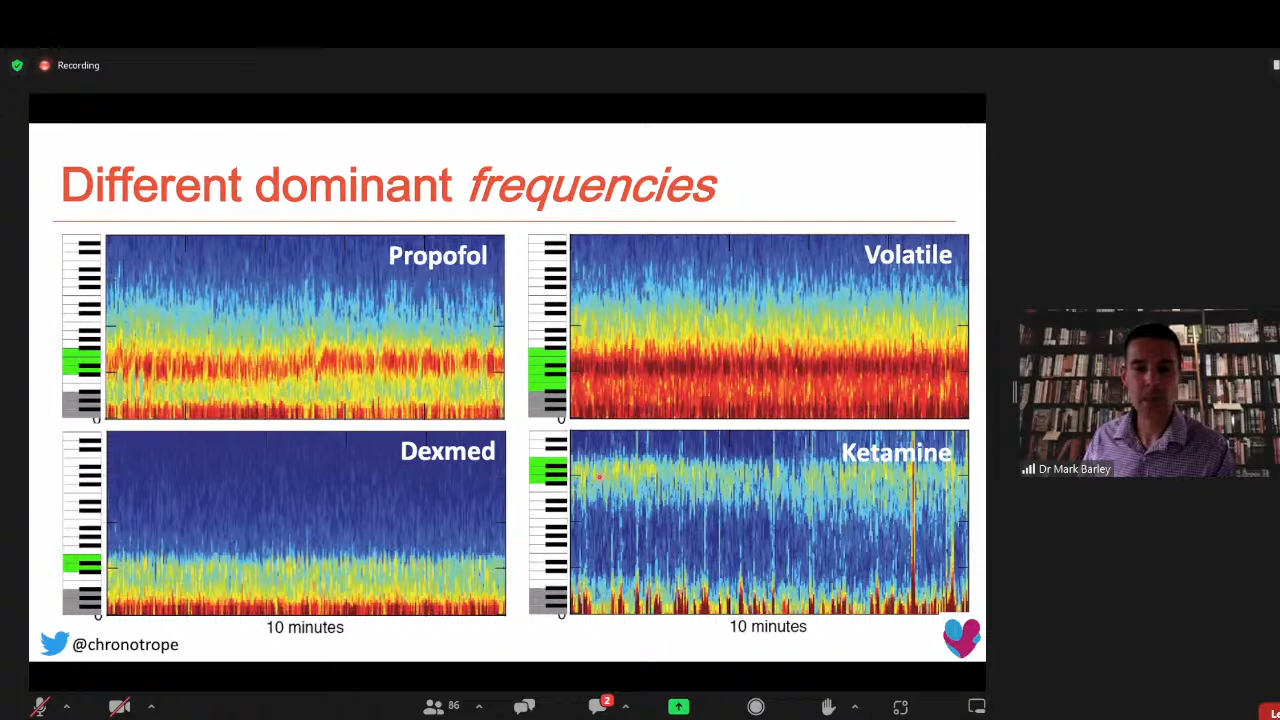 Recording
Different dominant frequencies
Propofol
Volatile
0
0
Dexmed
Ketamine
0
0
10 minutes
10 minutes
@chronotrope
Dr Mark Barley
86
2